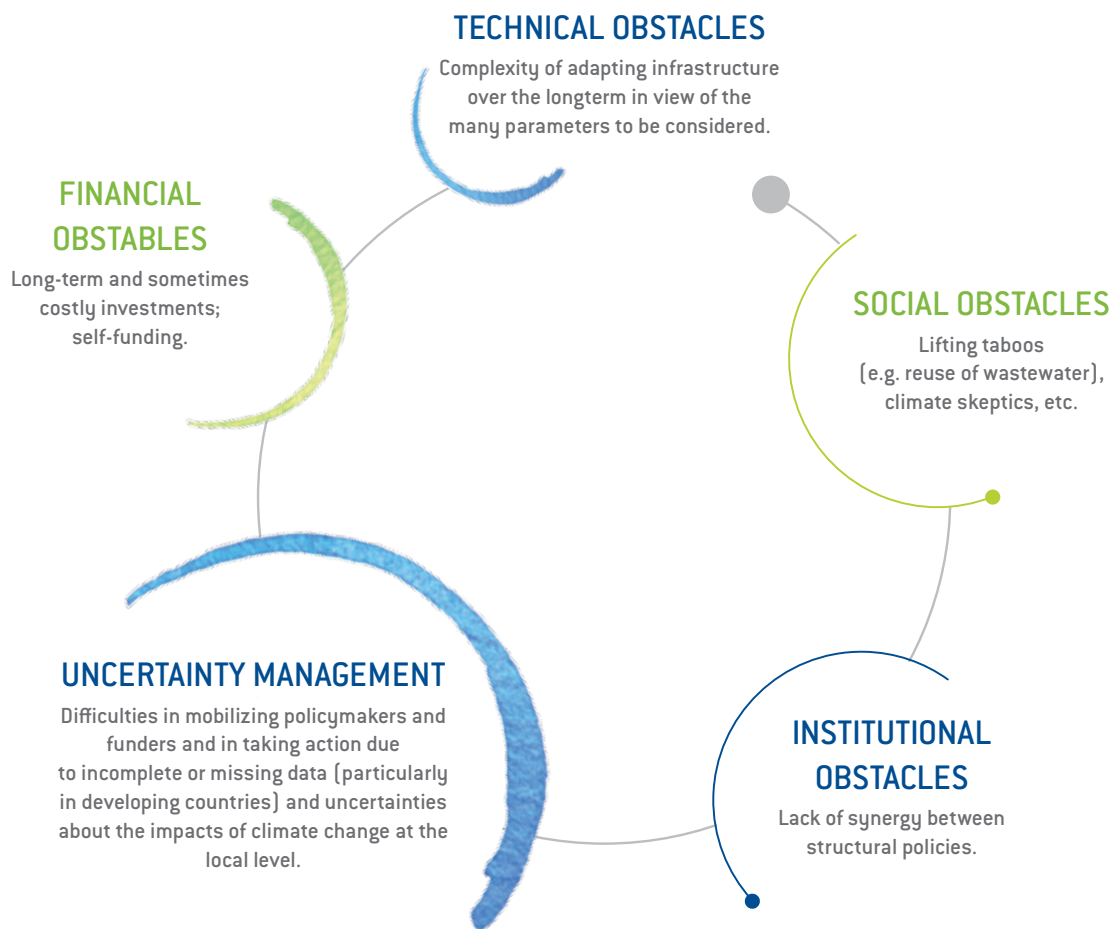 TECHNICAL OBSTACLES
Complexity of adapting infrastructure
over the longterm in view of the
many parameters to be considered.
FINANCIAL
OBSTABLES
Long-term and sometimes
costly investments;
self-funding.
SOCIAL OBSTACLES
Lifting taboos
(e.g. reuse of wastewater),
climate skeptics, etc.
UNCERTAINTY MANAGEMENT
Difficulties in mobilizing policymakers and
funders and in taking action due
to incomplete or missing data (particularly
in developing countries) and uncertainties
about the impacts of climate change at the
local level.
INSTITUTIONAL
OBSTACLES
Lack of synergy between
structural policies.